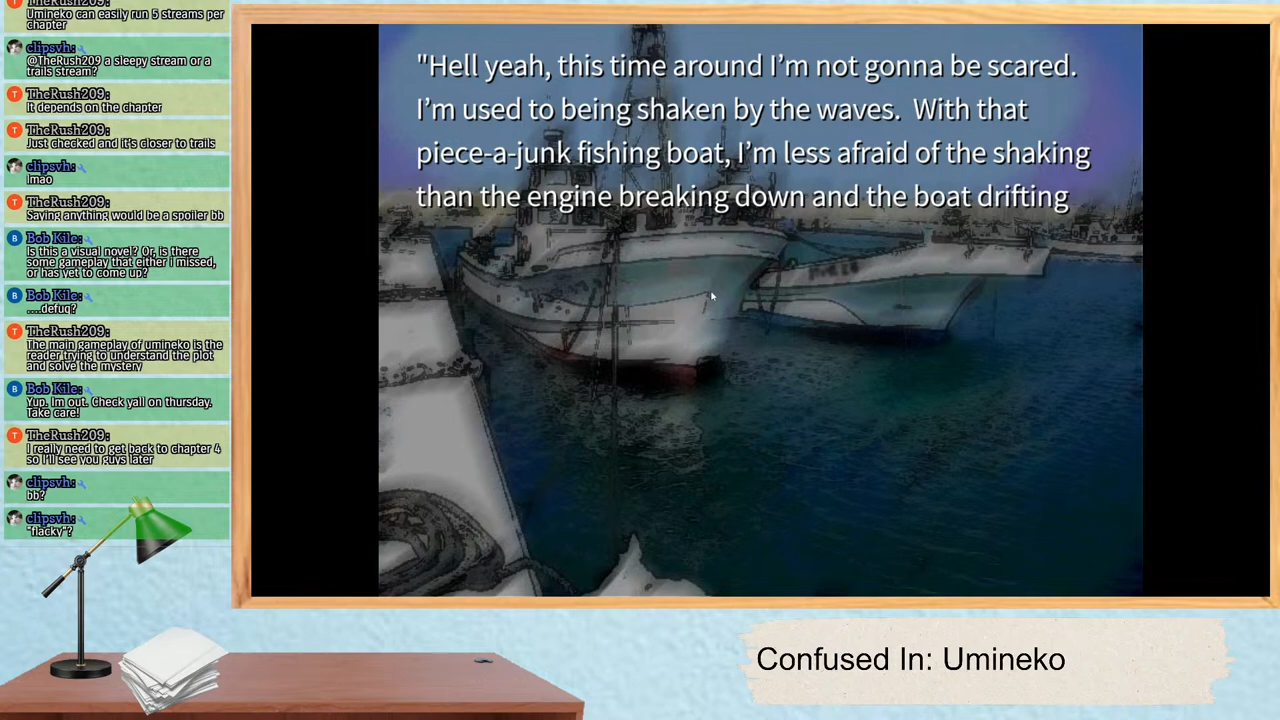 TheRush209:
Umineko can easily run 5 streams per
chapter
clipsvh:
@TheRush209 a sleepy stream or a
trails stream?
TheRush209:
It depends on the chapter
TheRush209:
Just checked and it's closer to trails
clipsvh:
lmao
TheRush209:
Saying anything would be a spoiler bb
Bob Kile:
Is this a visual novel? Or, is there
some gameplay that either i missed,
or has yet to come up?
Bob Kile:
....defuq?
TheRush209:
The main gameplay of umineko is the
reader trying to understand the plot
and solve the mystery
Bob Kile:
Yup. Im out. Check yall on thursday.
Take care!
TheRush209:
I really need to get back to chapter 4
so I'll see you guys later
clipsvh:
bb?
clipsvh:
"flacky"?
"Hell yeah, this time around I'm not gonna be scared.
I'm used to being shaken by the waves.  With that
piece-a-junk fishing boat, I'm less afraid of the shaking
than the engine breaking down and the boat drifting
Confused In: Umineko